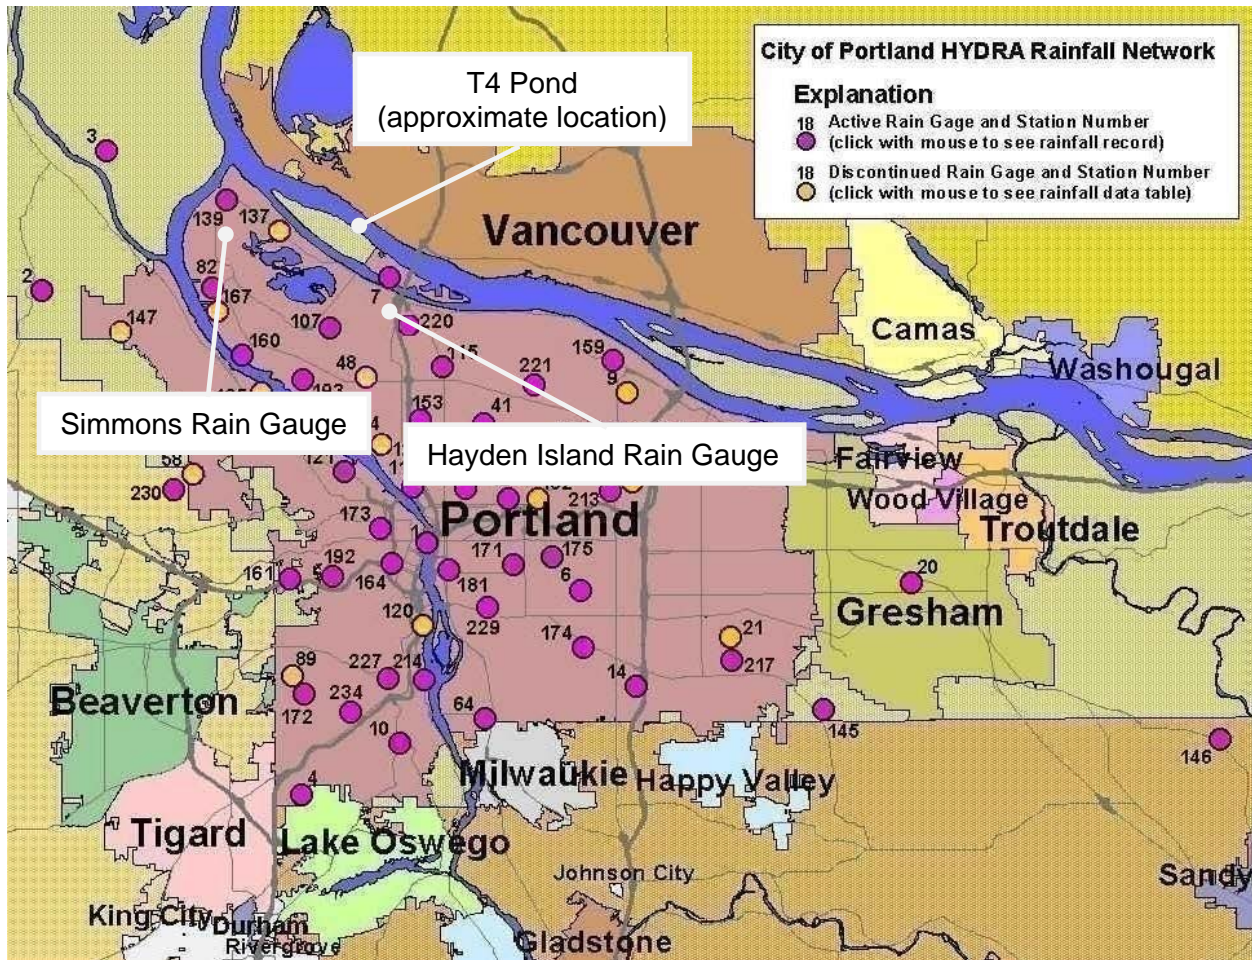 City of Portland HYDRA Rainfall Network
Explanation
18 Active Rain Gage and Station Number
(click with mouse to see rainfall record)
18 Discontinued Rain Gage and Station Number
(click with mouse to see rainfall data table)
T4 Pond
(approximate location)
3
139
137
Vancouver
2
82
7
167
147
107
220
Camas
160
48
115
159
Washougal
221
9
193
153
41
Simmons Rain Gauge
Hayden Island Rain Gauge
Fairview
58
121
230
213
Wood Village
Portland
Troutdale
173
1
171
175
161
192
164
181
6
20
Gresham
120
229
174
21
89
227
214
14
217
Beaverton
172
234
64
10
145
146
Milwaukie
Happy Valley
4
Tigard
Lake Oswego
Johnson City
Sandy
King City
Durham
Rivergrove
Gladstone